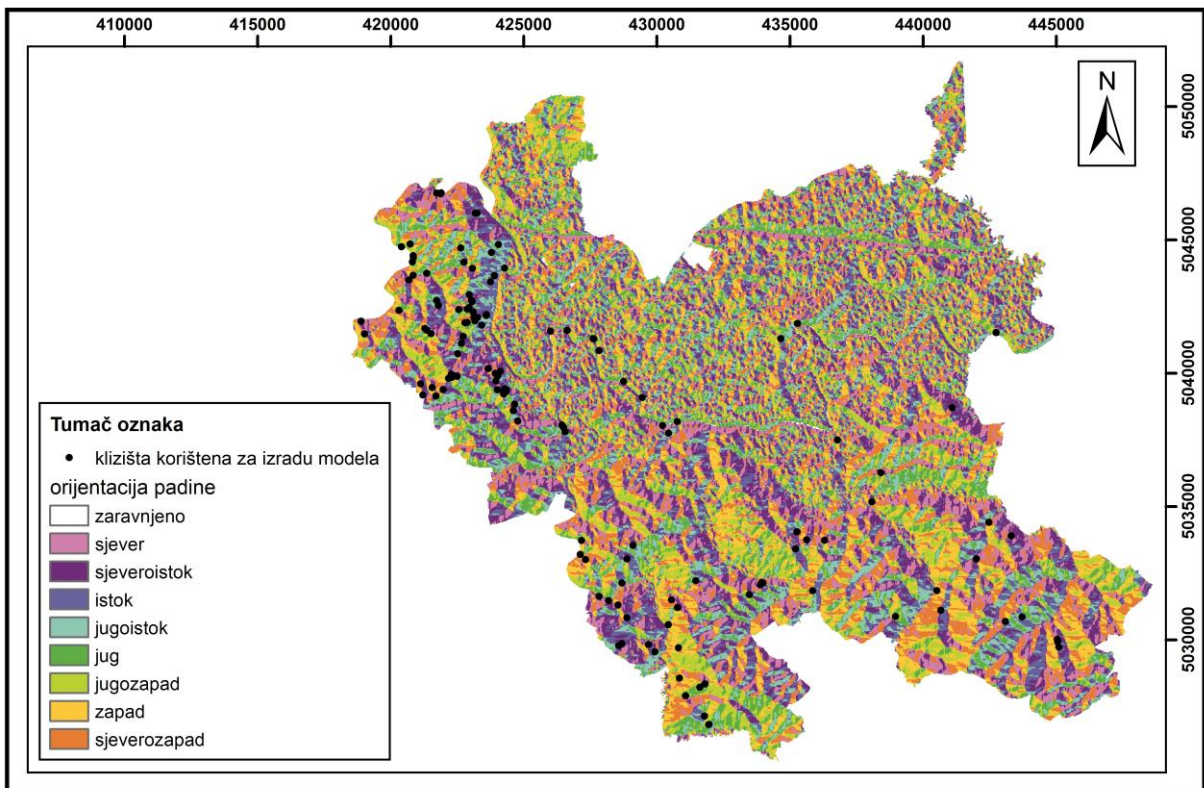 410000 415000 420000 425000 430000 435000 440000 445000
N
5050000
5045000
5040000
5035000
5030000
Tumač oznaka
klizišta korištena za izradu modela
orijentacija padine
zaravnjeno
sjever
sjeveroistok
istok
jugoistok
jug
jugozapad
zapad
sjeverozapad